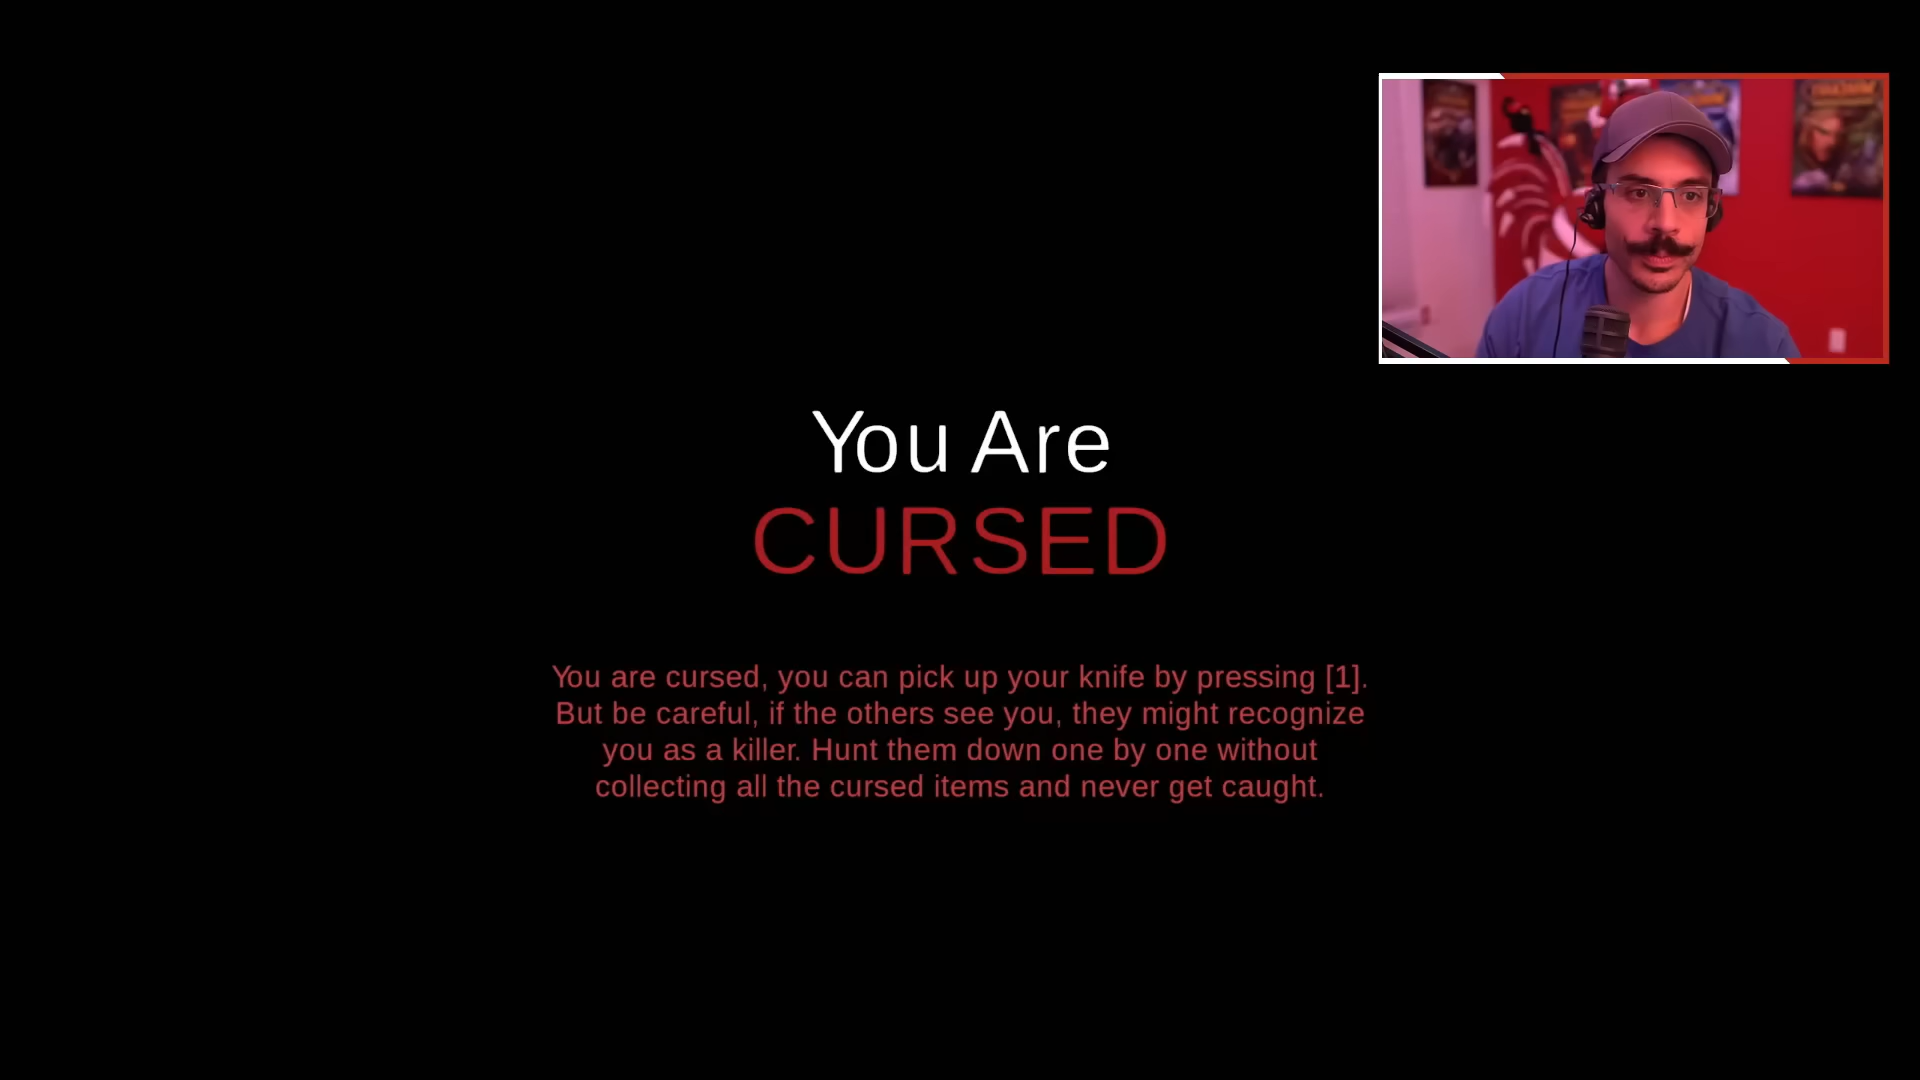 You Are
CURSED
You are cursed, you can pick up your knife by pressing [1].
But be careful, if the others see you, they might recognize
you as a killer. Hunt them down one by one without
collecting all the cursed items and never get caught.